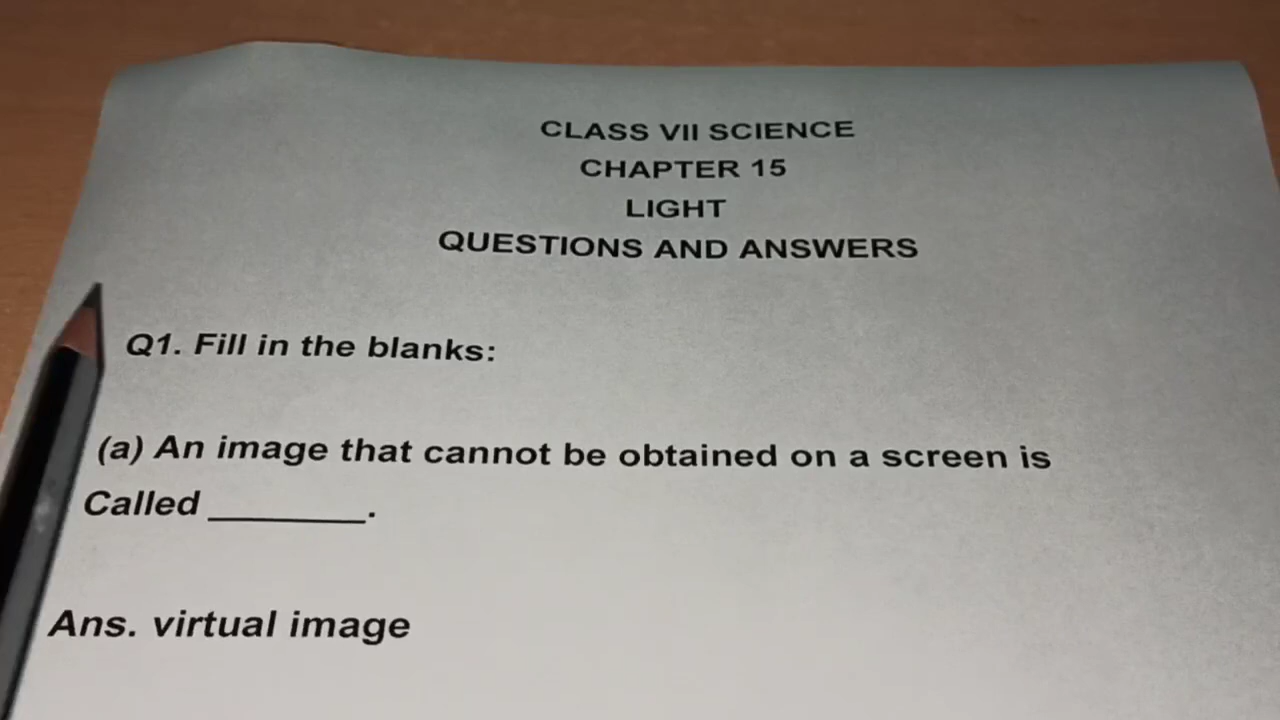 CLASS VII SCIENCE
CHAPTER 15
LIGHT
QUESTIONS AND ANSWERS
Q1. Fill in the blanks:
(a) An image that cannot be obtained on a screen is
Called ________.
Ans. virtual image